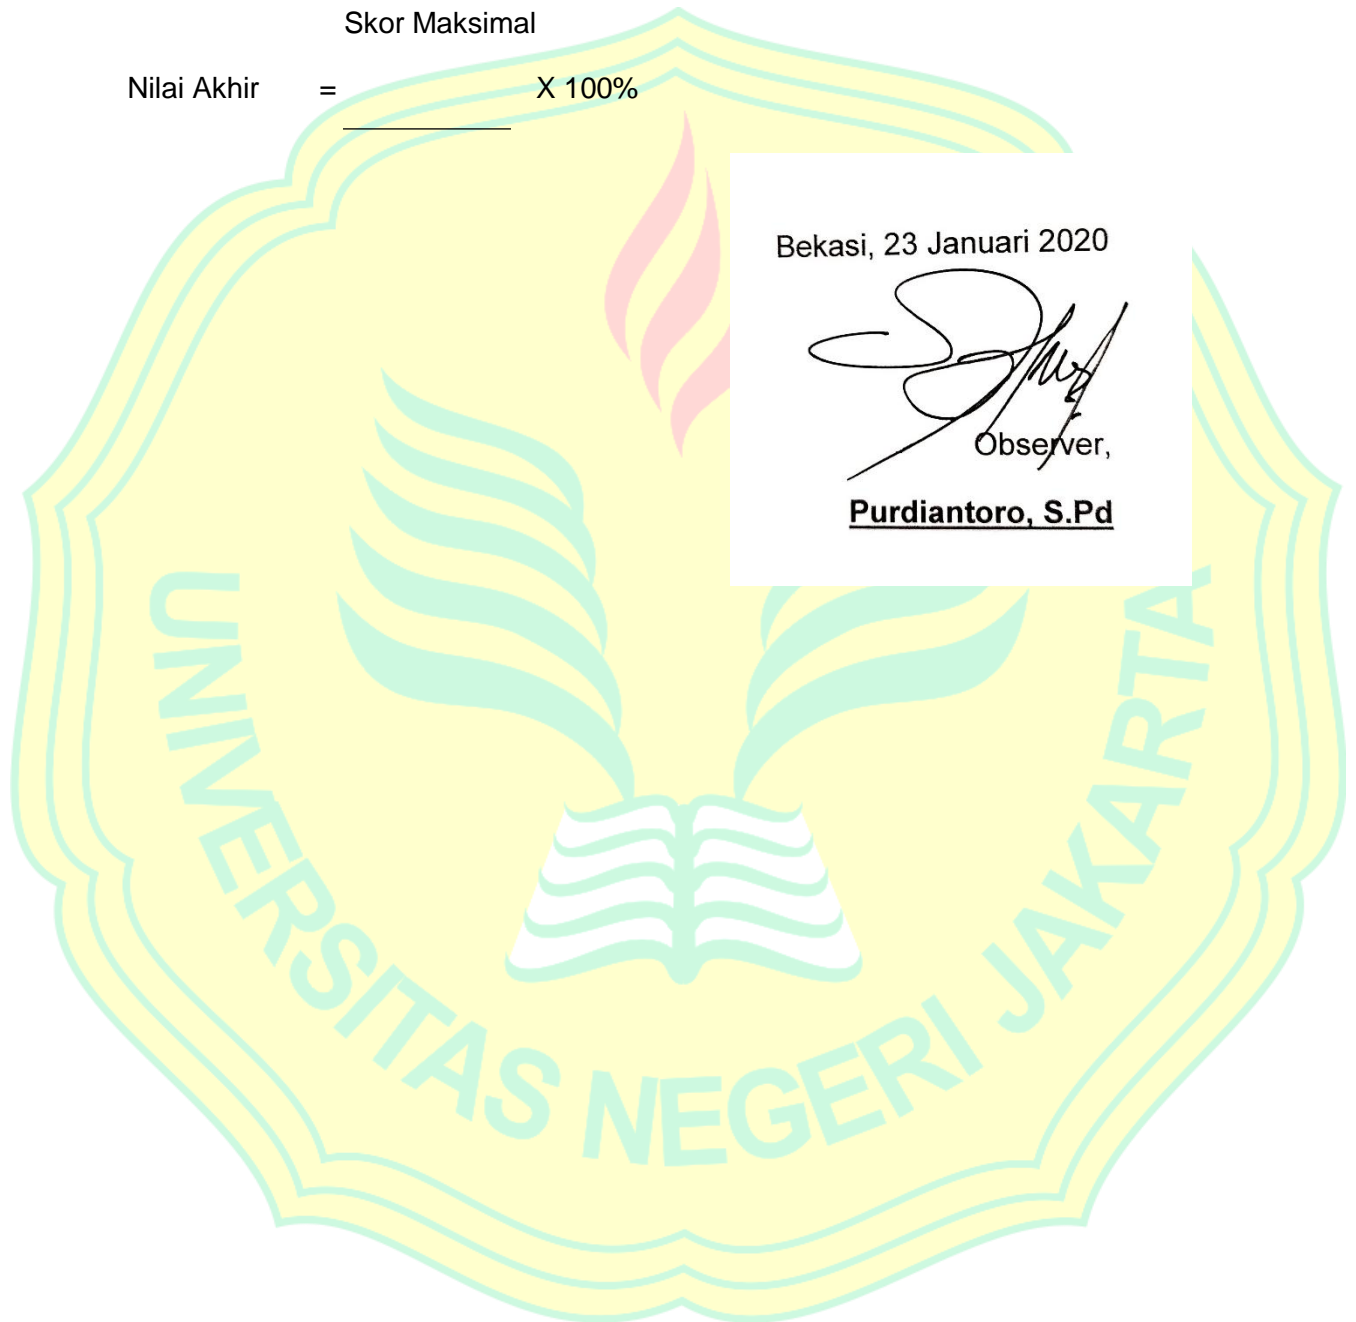 Skor Maksimal
Nilai Akhir = X 100%
Bekasi, 23 Januari 2020
Observer,
Purdiantoro, S.Pd
UNIVERSITAS NEGERI JAKARTA